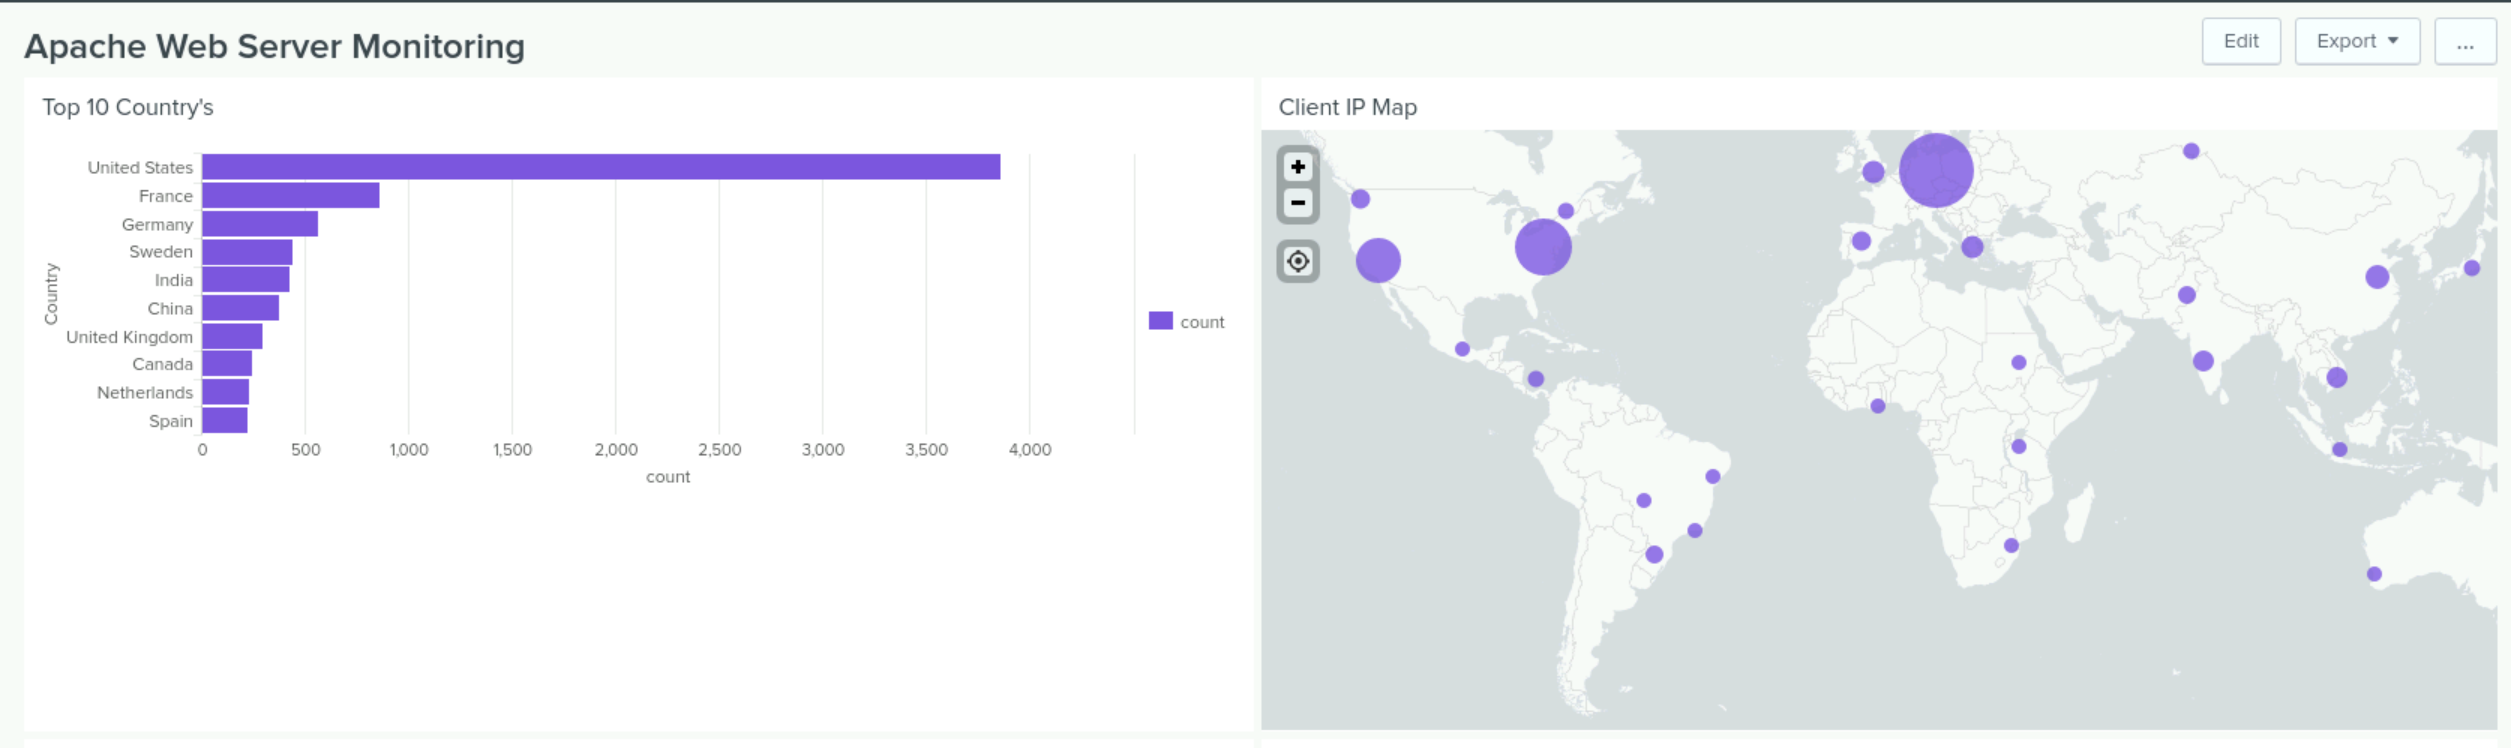 Apache Web Server Monitoring
Edit
Export
...
Top 10 Country's
United States
France
Germany
Sweden
India
China
United Kingdom
Canada
Netherlands
Spain
Country
0 500 1,000 1,500 2,000 2,500 3,000 3,500 4,000
count
count
Client IP Map
+
−